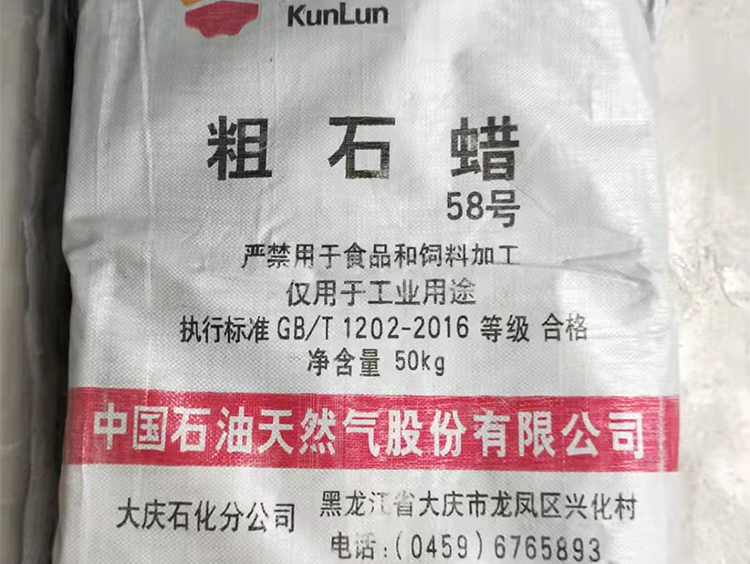 KunLun
粗石蜡
58号
严禁用于食品和饲料加工
仅用于工业用途
执行标准 GB/T 1202-2016 等级 合格
净含量 50kg
中国石油天然气股份有限公司
大庆石化分公司 黑龙江省大庆市龙凤区兴化村
电话:(0459)6765893